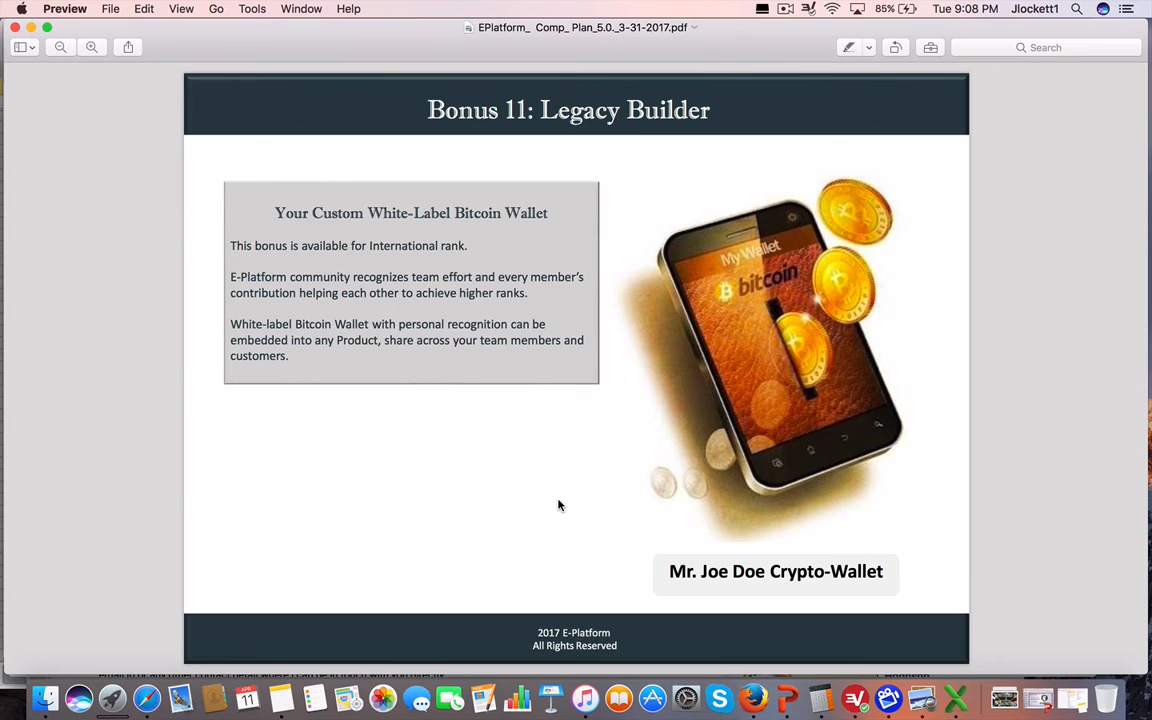 Preview File Edit View Go Tools Window Help
85% Tue 9:08 PM Jlockett1
EPlatform_ Comp_ Plan_5.0._3-31-2017.pdf
Search
Bonus 11: Legacy Builder
Your Custom White-Label Bitcoin Wallet
This bonus is available for International rank.
E-Platform community recognizes team effort and every member's
contribution helping each other to achieve higher ranks.
White-label Bitcoin Wallet with personal recognition can be
embedded into any Product, share across your team members and
customers.
My Wallet
bitcoin
Mr. Joe Doe Crypto-Wallet
2017 E-Platform
All Rights Reserved
APR
11